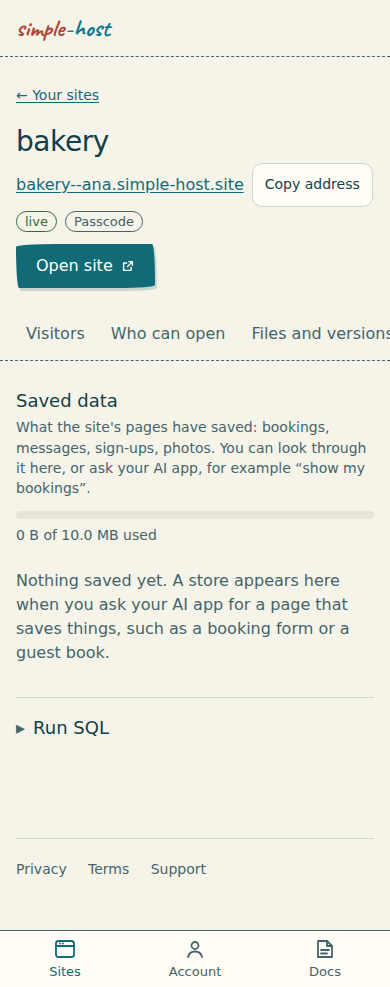 simple-host
← Your sites
bakery
bakery--ana.simple-host.site Copy address
live Passcode
Open site
Visitors Who can open Files and versions
Saved data
What the site's pages have saved: bookings,
messages, sign-ups, photos. You can look through
it here, or ask your AI app, for example “show my
bookings”.
0 B of 10.0 MB used
Nothing saved yet. A store appears here
when you ask your AI app for a page that
saves things, such as a booking form or a
guest book.
▶ Run SQL
Privacy Terms Support
Sites Account Docs